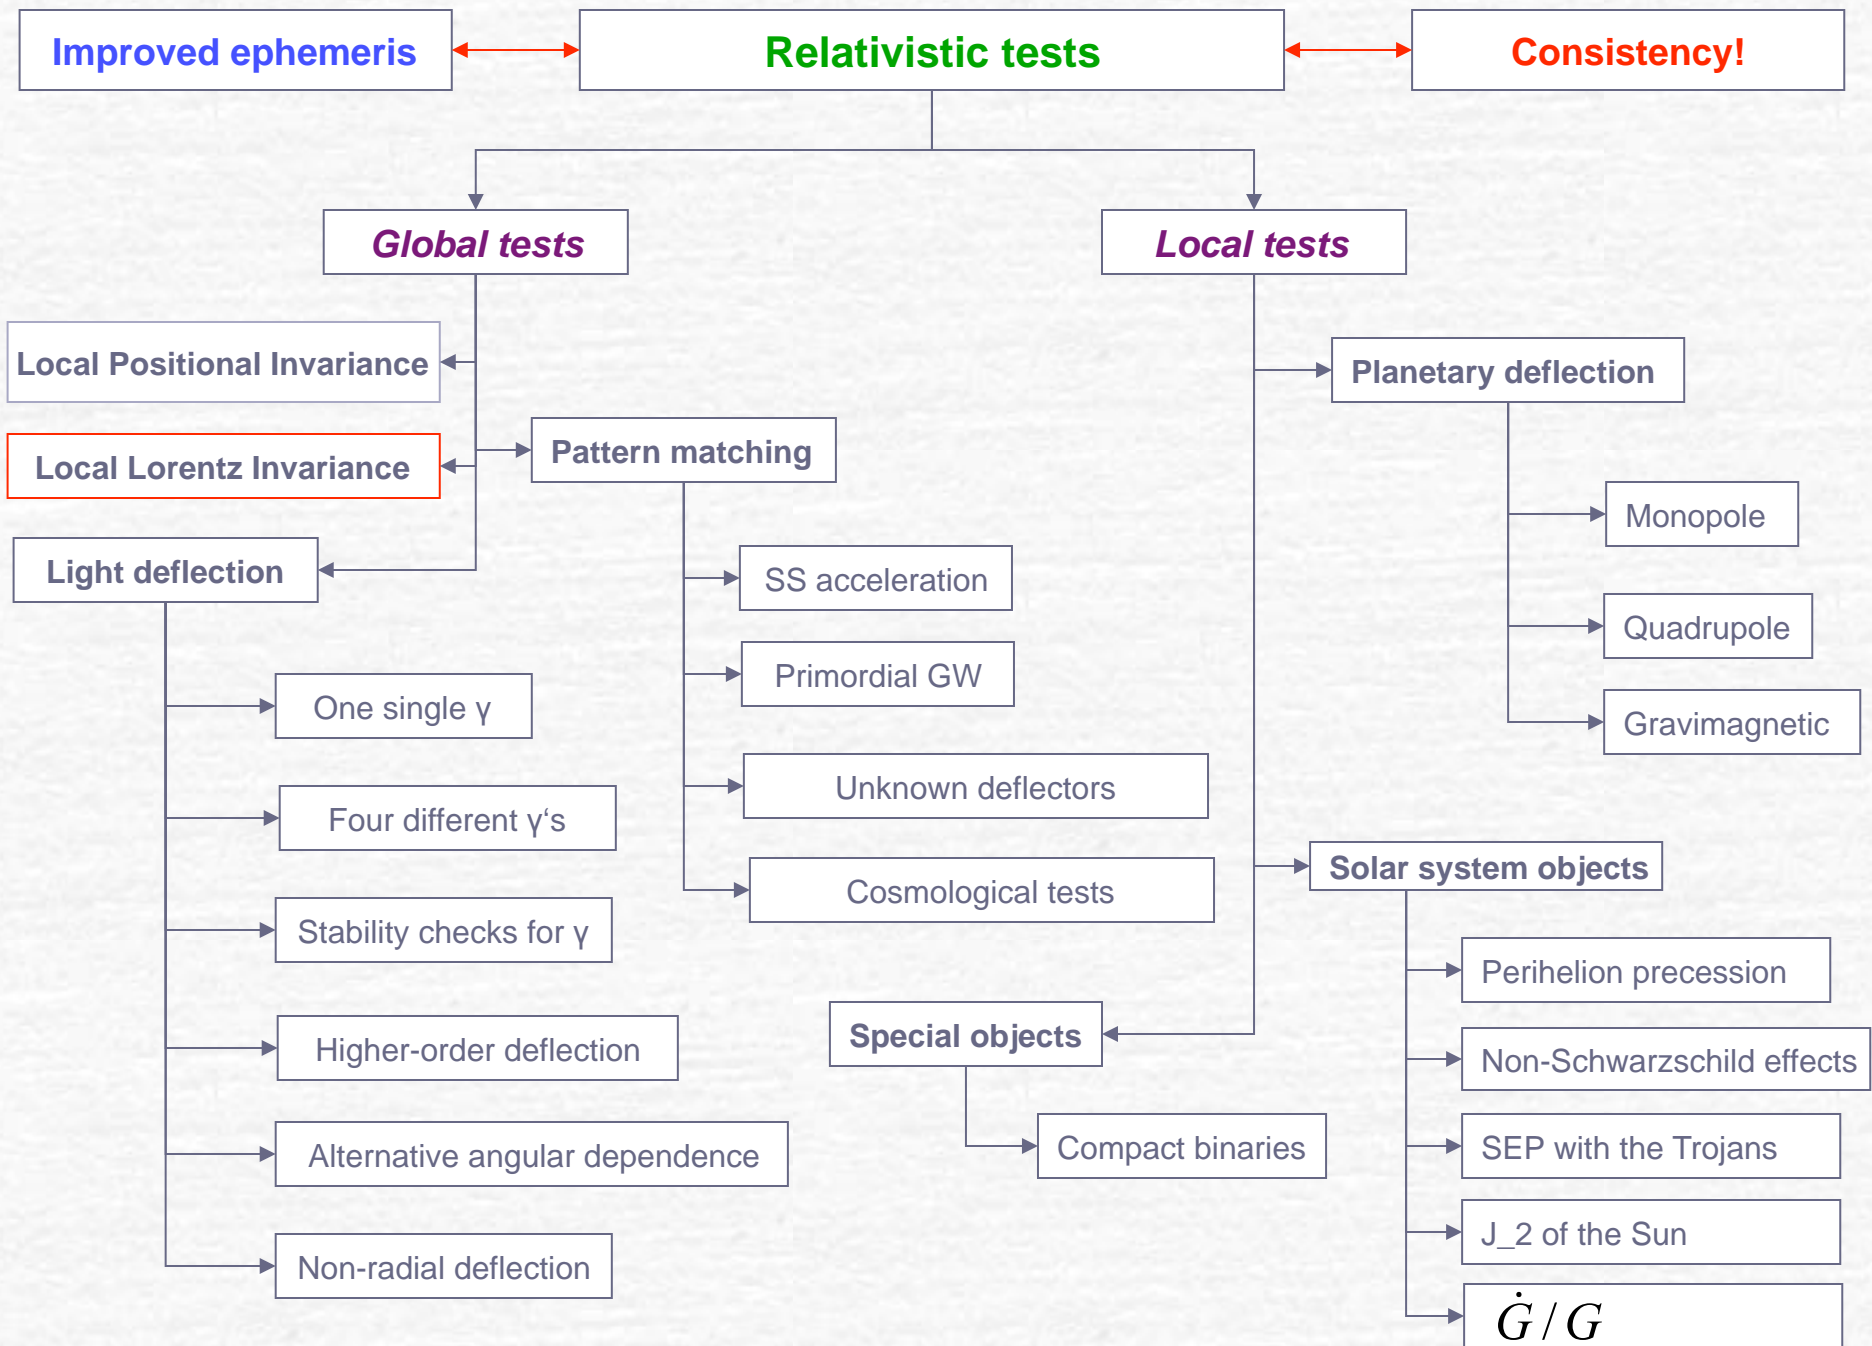 Improved ephemeris
Relativistic tests
Consistency!
Global tests
Local tests
Local Positional Invariance
Local Lorentz Invariance
Pattern matching
Light deflection
SS acceleration
Primordial GW
Unknown deflectors
Cosmological tests
One single γ
Four different γ‘s
Stability checks for γ
Higher-order deflection
Alternative angular dependence
Non-radial deflection
Planetary deflection
Monopole
Quadrupole
Gravimagnetic
Solar system objects
Perihelion precession
Non-Schwarzschild effects
SEP with the Trojans
J_2 of the Sun
Ġ / G
Special objects
Compact binaries